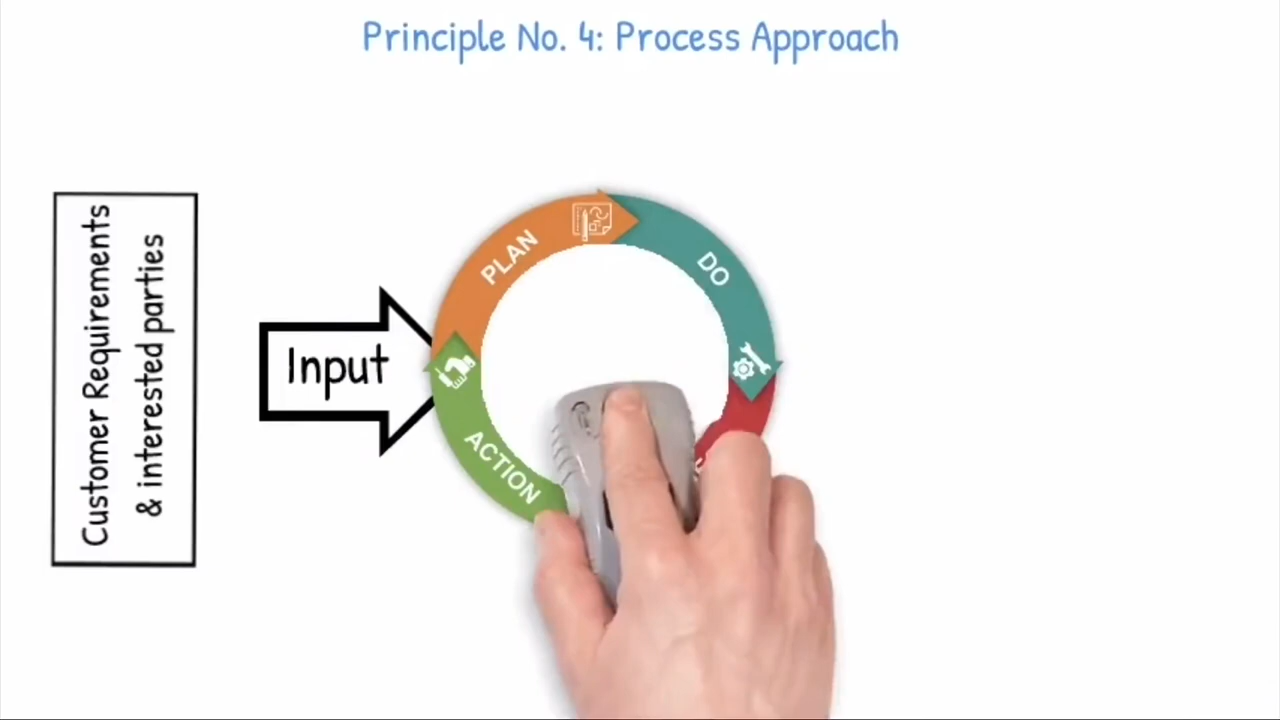 Principle No. 4: Process Approach
Customer Requirements
& interested parties
Input
PLAN
DO
ACTION